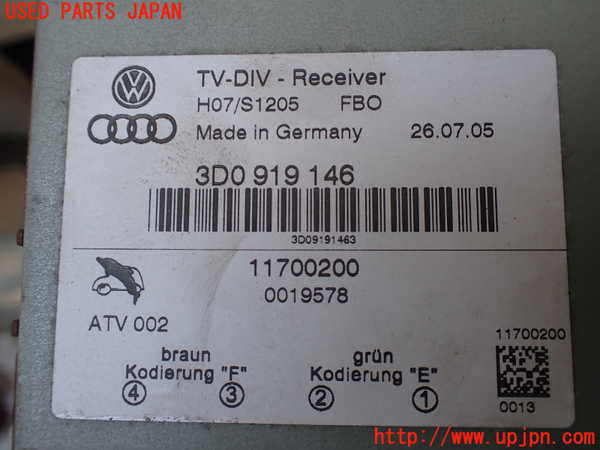 USED PARTS JAPAN
TV-DIV - Receiver
H07/S1205 FBO
Made in Germany 26.07.05
3D0 919 146
3D09191463
11700200
0019578
ATV 002
11700200
braun grün
Kodierung "F" Kodierung "E"
④ ③ ② ①
0013
http://www.upjpn.com/